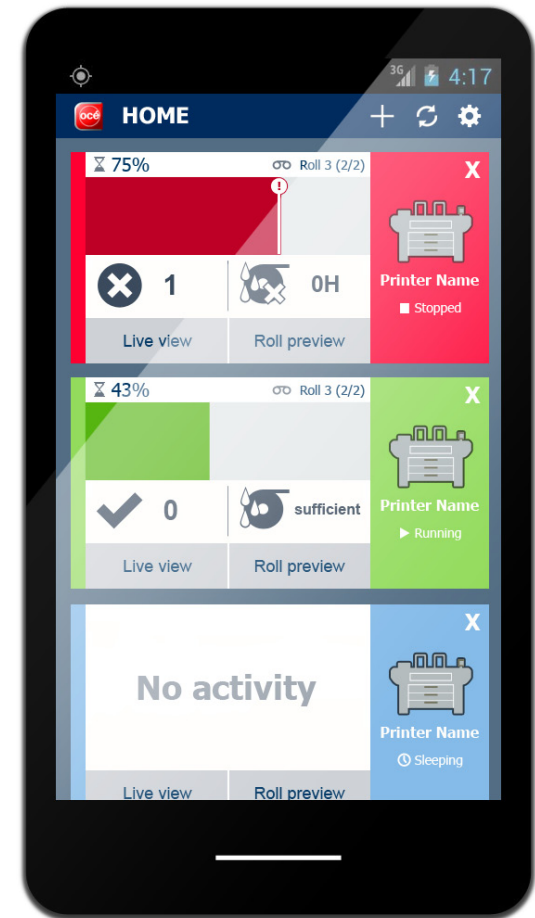 3G 4:17
océ HOME
75% Roll 3 (2/2) X
!
1 0H Printer Name
Stopped
Live view Roll preview
43% Roll 3 (2/2) X
0 sufficient Printer Name
Running
Live view Roll preview
X
No activity
Printer Name
Sleeping
Live view Roll preview